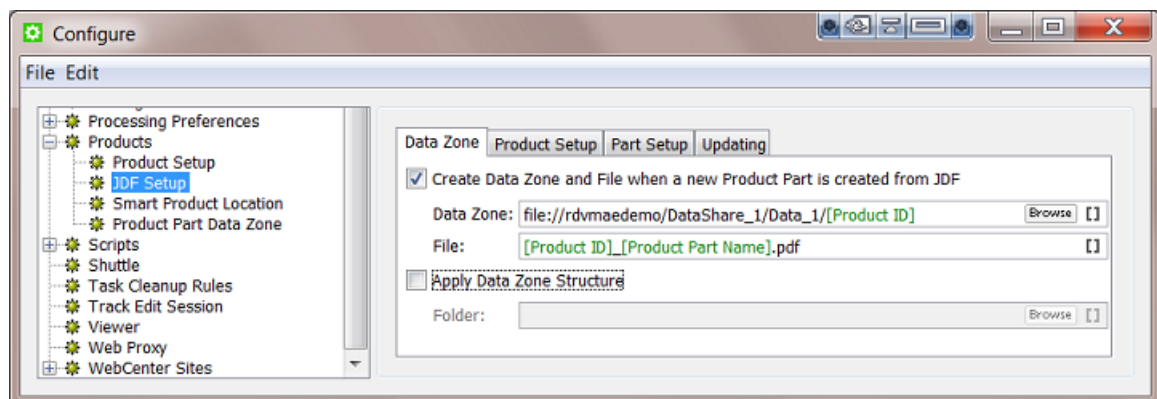 Configure
File Edit
Processing Preferences
Products
Product Setup
JDF Setup
Smart Product Location
Product Part Data Zone
Scripts
Shuttle
Task Cleanup Rules
Track Edit Session
Viewer
Web Proxy
WebCenter Sites
Data Zone Product Setup Part Setup Updating
Create Data Zone and File when a new Product Part is created from JDF
Data Zone: file://rdvmaedemo/DataShare_1/Data_1/[Product ID] Browse []
File: [Product ID]_[Product Part Name].pdf []
Apply Data Zone Structure
Folder: Browse []